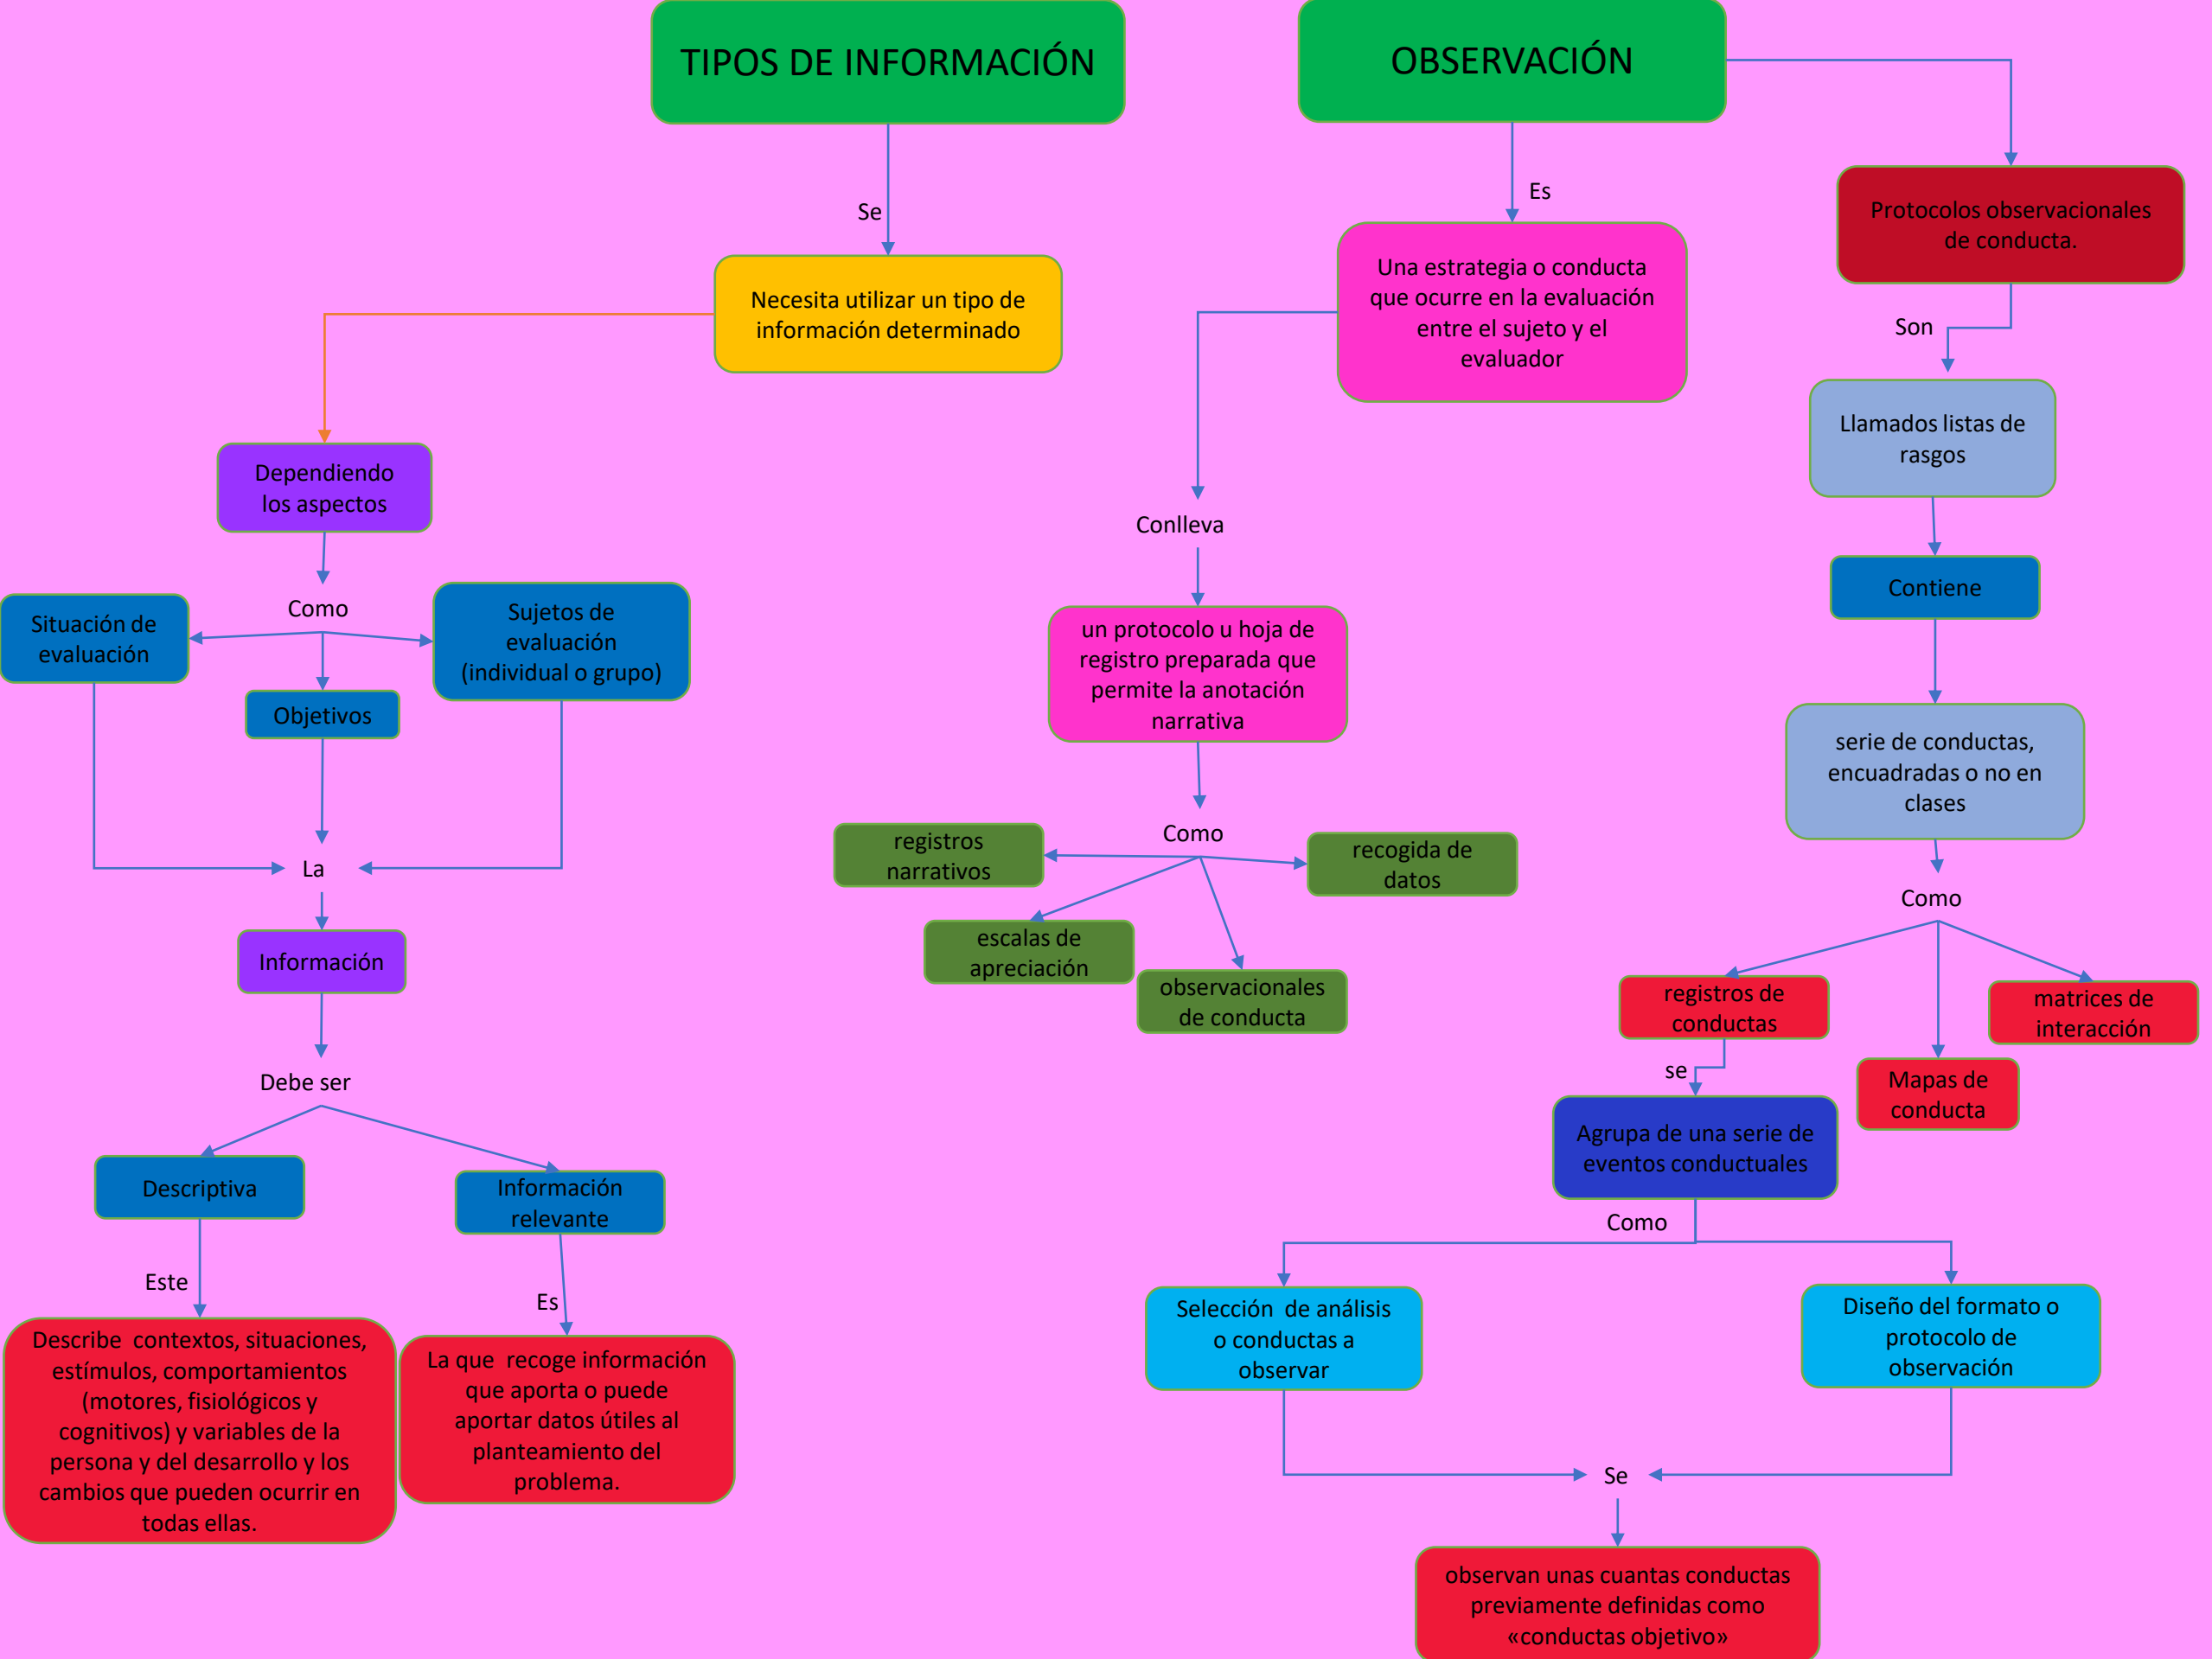 TIPOS DE INFORMACIÓN
Se
Necesita utilizar un tipo de
información determinado
Dependiendo
los aspectos
Como
Situación de
evaluación
Objetivos
Sujetos de
evaluación
(individual o grupo)
La
Información
Debe ser
Descriptiva
Información
relevante
Este
Es
Describe  contextos, situaciones,
estímulos, comportamientos
(motores, fisiológicos y
cognitivos) y variables de la
persona y del desarrollo y los
cambios que pueden ocurrir en
todas ellas.
La que  recoge información
que aporta o puede
aportar datos útiles al
planteamiento del
problema.
OBSERVACIÓN
Es
Una estrategia o conducta
que ocurre en la evaluación
entre el sujeto y el
evaluador
Conlleva
un protocolo u hoja de
registro preparada que
permite la anotación
narrativa
Como
registros
narrativos
escalas de
apreciación
observacionales
de conducta
recogida de
datos
Protocolos observacionales
de conducta.
Son
Llamados listas de
rasgos
Contiene
serie de conductas,
encuadradas o no en
clases
Como
registros de
conductas
Mapas de
conducta
matrices de
interacción
se
Agrupa de una serie de
eventos conductuales
Como
Selección  de análisis
o conductas a
observar
Diseño del formato o
protocolo de
observación
Se
observan unas cuantas conductas
previamente definidas como
«conductas objetivo»